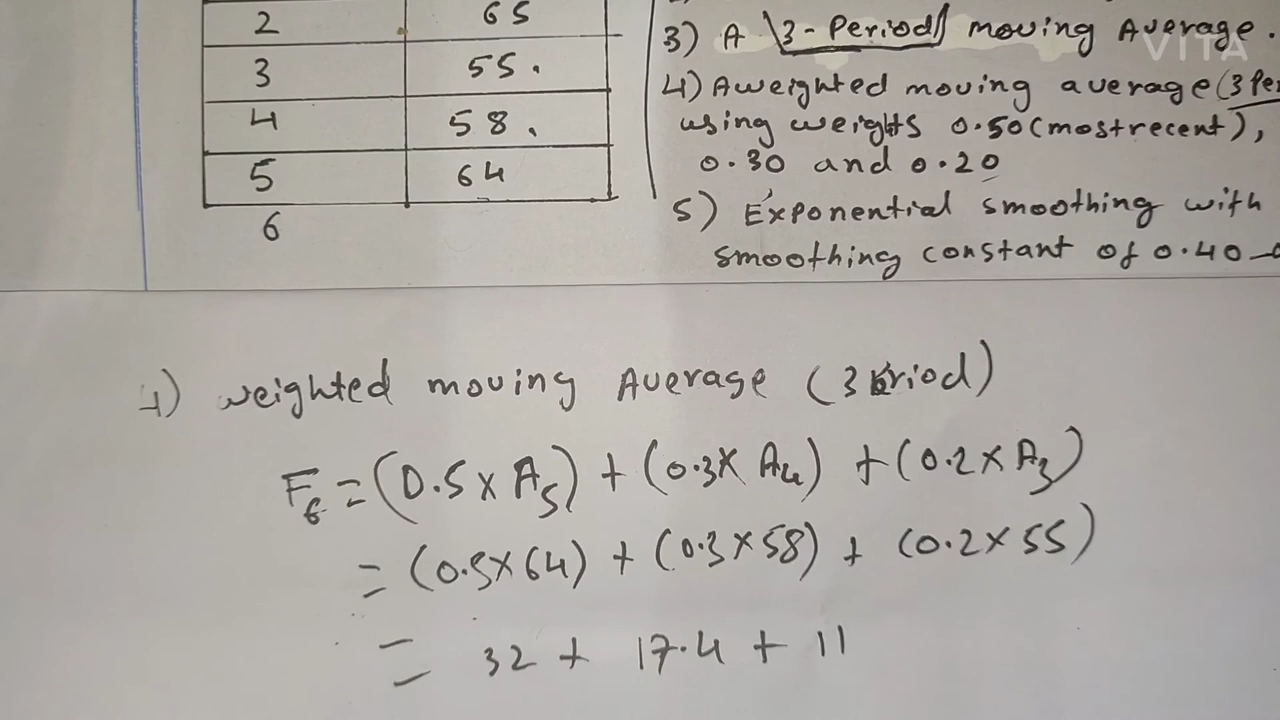 2 65
3 55.
4 58.
5 64
6
3) A 3-Period moving Average.
4) A weighted moving average (3 Pe
using weights 0.50 (most recent),
0.30 and 0.20
5) Exponential smoothing with
smoothing constant of 0.40
VITA
4) weighted moving Average (3 period)
F6 = (0.5 × A5) + (0.3 × A4) + (0.2 × A3)
= (0.5 × 64) + (0.3 × 58) + (0.2 × 55)
= 32 + 17.4 + 11